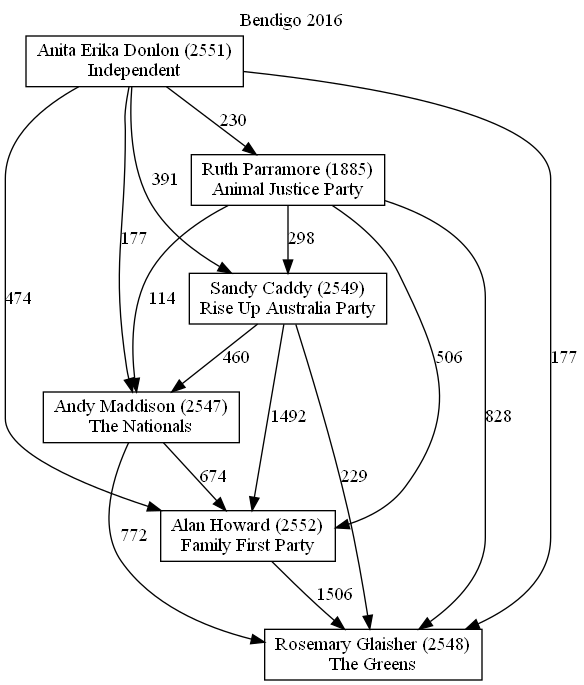 Bendigo 2016
Anita Erika Donlon (2551)
Independent
230
Ruth Parramore (1885)
Animal Justice Party
391
177
114
298
474
Sandy Caddy (2549)
Rise Up Australia Party
460
506
177
Andy Maddison (2547)
The Nationals
1492
828
674
229
Alan Howard (2552)
Family First Party
772
1506
Rosemary Glaisher (2548)
The Greens